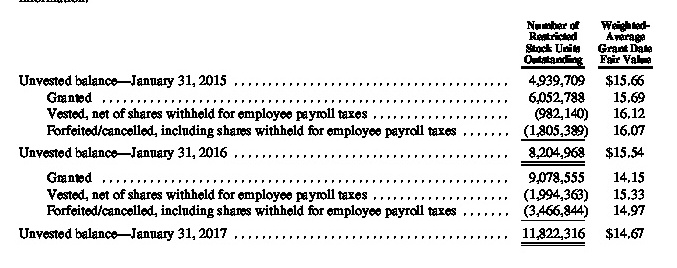 Number of Weighted-
Restricted Average
Stock Units Grant Date
Outstanding Fair Value
Unvested balance—January 31, 2015 4,939,709 $15.66
Granted 6,052,788 15.69
Vested, net of shares withheld for employee payroll taxes (982,140) 16.12
Forfeited/cancelled, including shares withheld for employee payroll taxes (1,805,389) 16.07
Unvested balance—January 31, 2016 8,204,968 $15.54
Granted 9,078,555 14.15
Vested, net of shares withheld for employee payroll taxes (1,994,363) 15.33
Forfeited/cancelled, including shares withheld for employee payroll taxes (3,466,844) 14.97
Unvested balance—January 31, 2017 11,822,316 $14.67